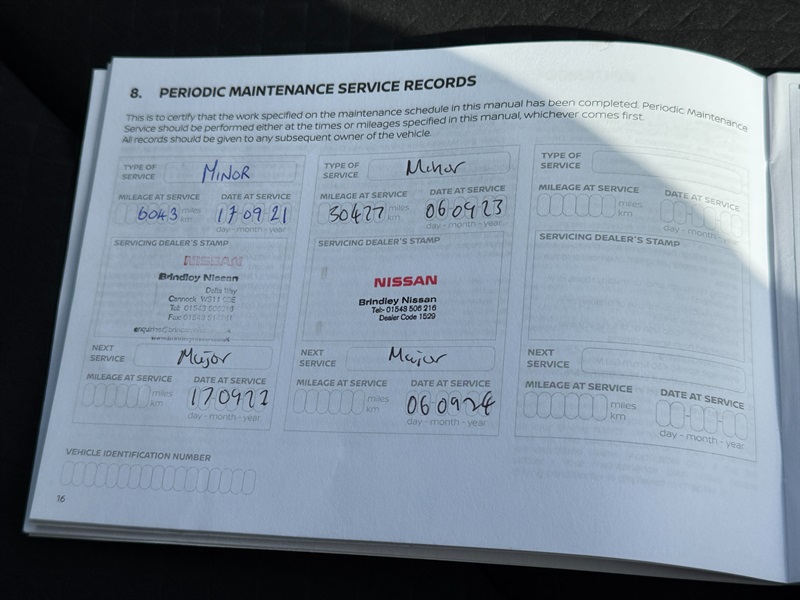 8. PERIODIC MAINTENANCE SERVICE RECORDS
This is to certify that the work specified on the maintenance schedule in this manual has been completed. Periodic Maintenance
Service should be performed either at the times or mileages specified in this manual, whichever comes first.
All records should be given to any subsequent owner of the vehicle.
TYPE OF SERVICE
MINOR
MILEAGE AT SERVICE DATE AT SERVICE
6043 miles km 17 09 21
day - month - year
SERVICING DEALER'S STAMP
NISSAN
Brindley Nissan
Delta Way
Cannock
Tel:
Fax:
NEXT SERVICE
Major
MILEAGE AT SERVICE DATE AT SERVICE
miles km 17 09 22
day - month - year
TYPE OF SERVICE
Minor
MILEAGE AT SERVICE DATE AT SERVICE
30427 miles km 06 09 23
day - month - year
SERVICING DEALER'S STAMP
NISSAN
Brindley Nissan
Tel:- 01543 506 216
Dealer Code 1529
NEXT SERVICE
Major
MILEAGE AT SERVICE DATE AT SERVICE
miles km 06 09 24
day - month - year
TYPE OF SERVICE
MILEAGE AT SERVICE DATE AT SERVICE
miles km
day - month - year
SERVICING DEALER'S STAMP
NEXT SERVICE
MILEAGE AT SERVICE DATE AT SERVICE
miles km
day - month - year
VEHICLE IDENTIFICATION NUMBER
16